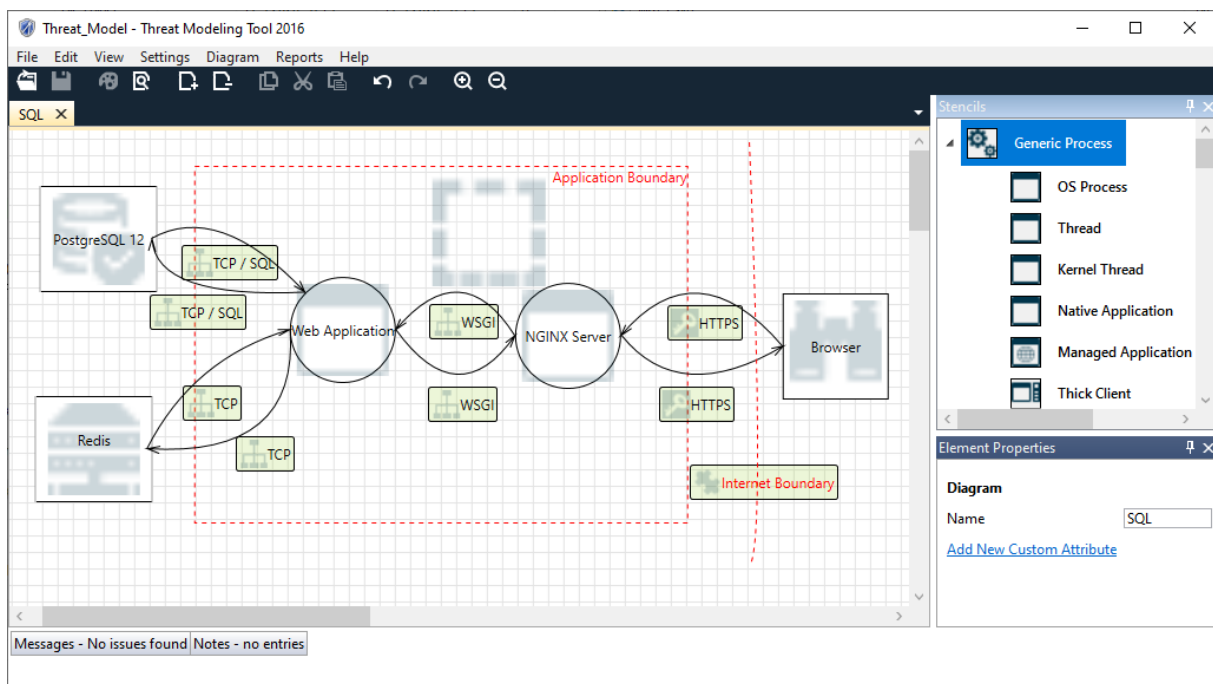 Threat_Model - Threat Modeling Tool 2016
File Edit View Settings Diagram Reports Help
SQL
Stencils
Generic Process
OS Process
Thread
Kernel Thread
Native Application
Managed Application
Thick Client
Application Boundary
PostgreSQL 12
TCP / SQL
TCP / SQL
Web Application
WSGI
NGINX Server
HTTPS
Browser
TCP
WSGI
HTTPS
Redis
TCP
Internet Boundary
Element Properties
Diagram
Name SQL
Add New Custom Attribute
Messages - No issues found Notes - no entries